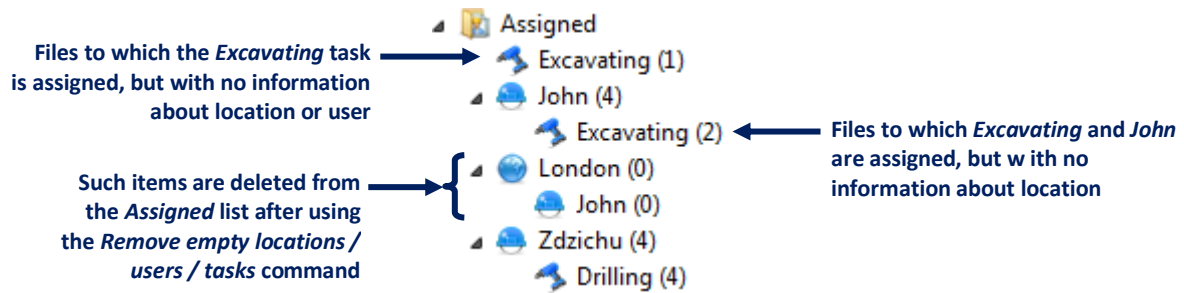 Assigned
Files to which the Excavating task
is assigned, but with no information
about location or user
Excavating (1)
John (4)
Excavating (2)
Files to which Excavating and John
are assigned, but w ith no
information about location
London (0)
John (0)
Such items are deleted from
the Assigned list after using
the Remove empty locations /
users / tasks command
Zdzichu (4)
Drilling (4)